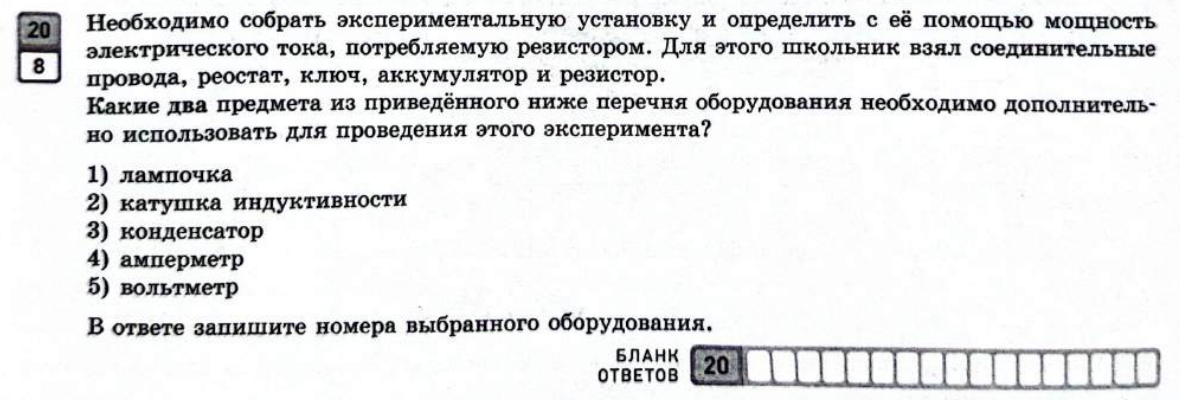 20
8
Необходимо собрать экспериментальную установку и определить с её помощью мощность
электрического тока, потребляемую резистором. Для этого школьник взял соединительные
провода, реостат, ключ, аккумулятор и резистор.
Какие два предмета из приведённого ниже перечня оборудования необходимо дополнитель-
но использовать для проведения этого эксперимента?
1) лампочка
2) катушка индуктивности
3) конденсатор
4) амперметр
5) вольтметр
В ответе запишите номера выбранного оборудования.
БЛАНК
ОТВЕТОВ 20